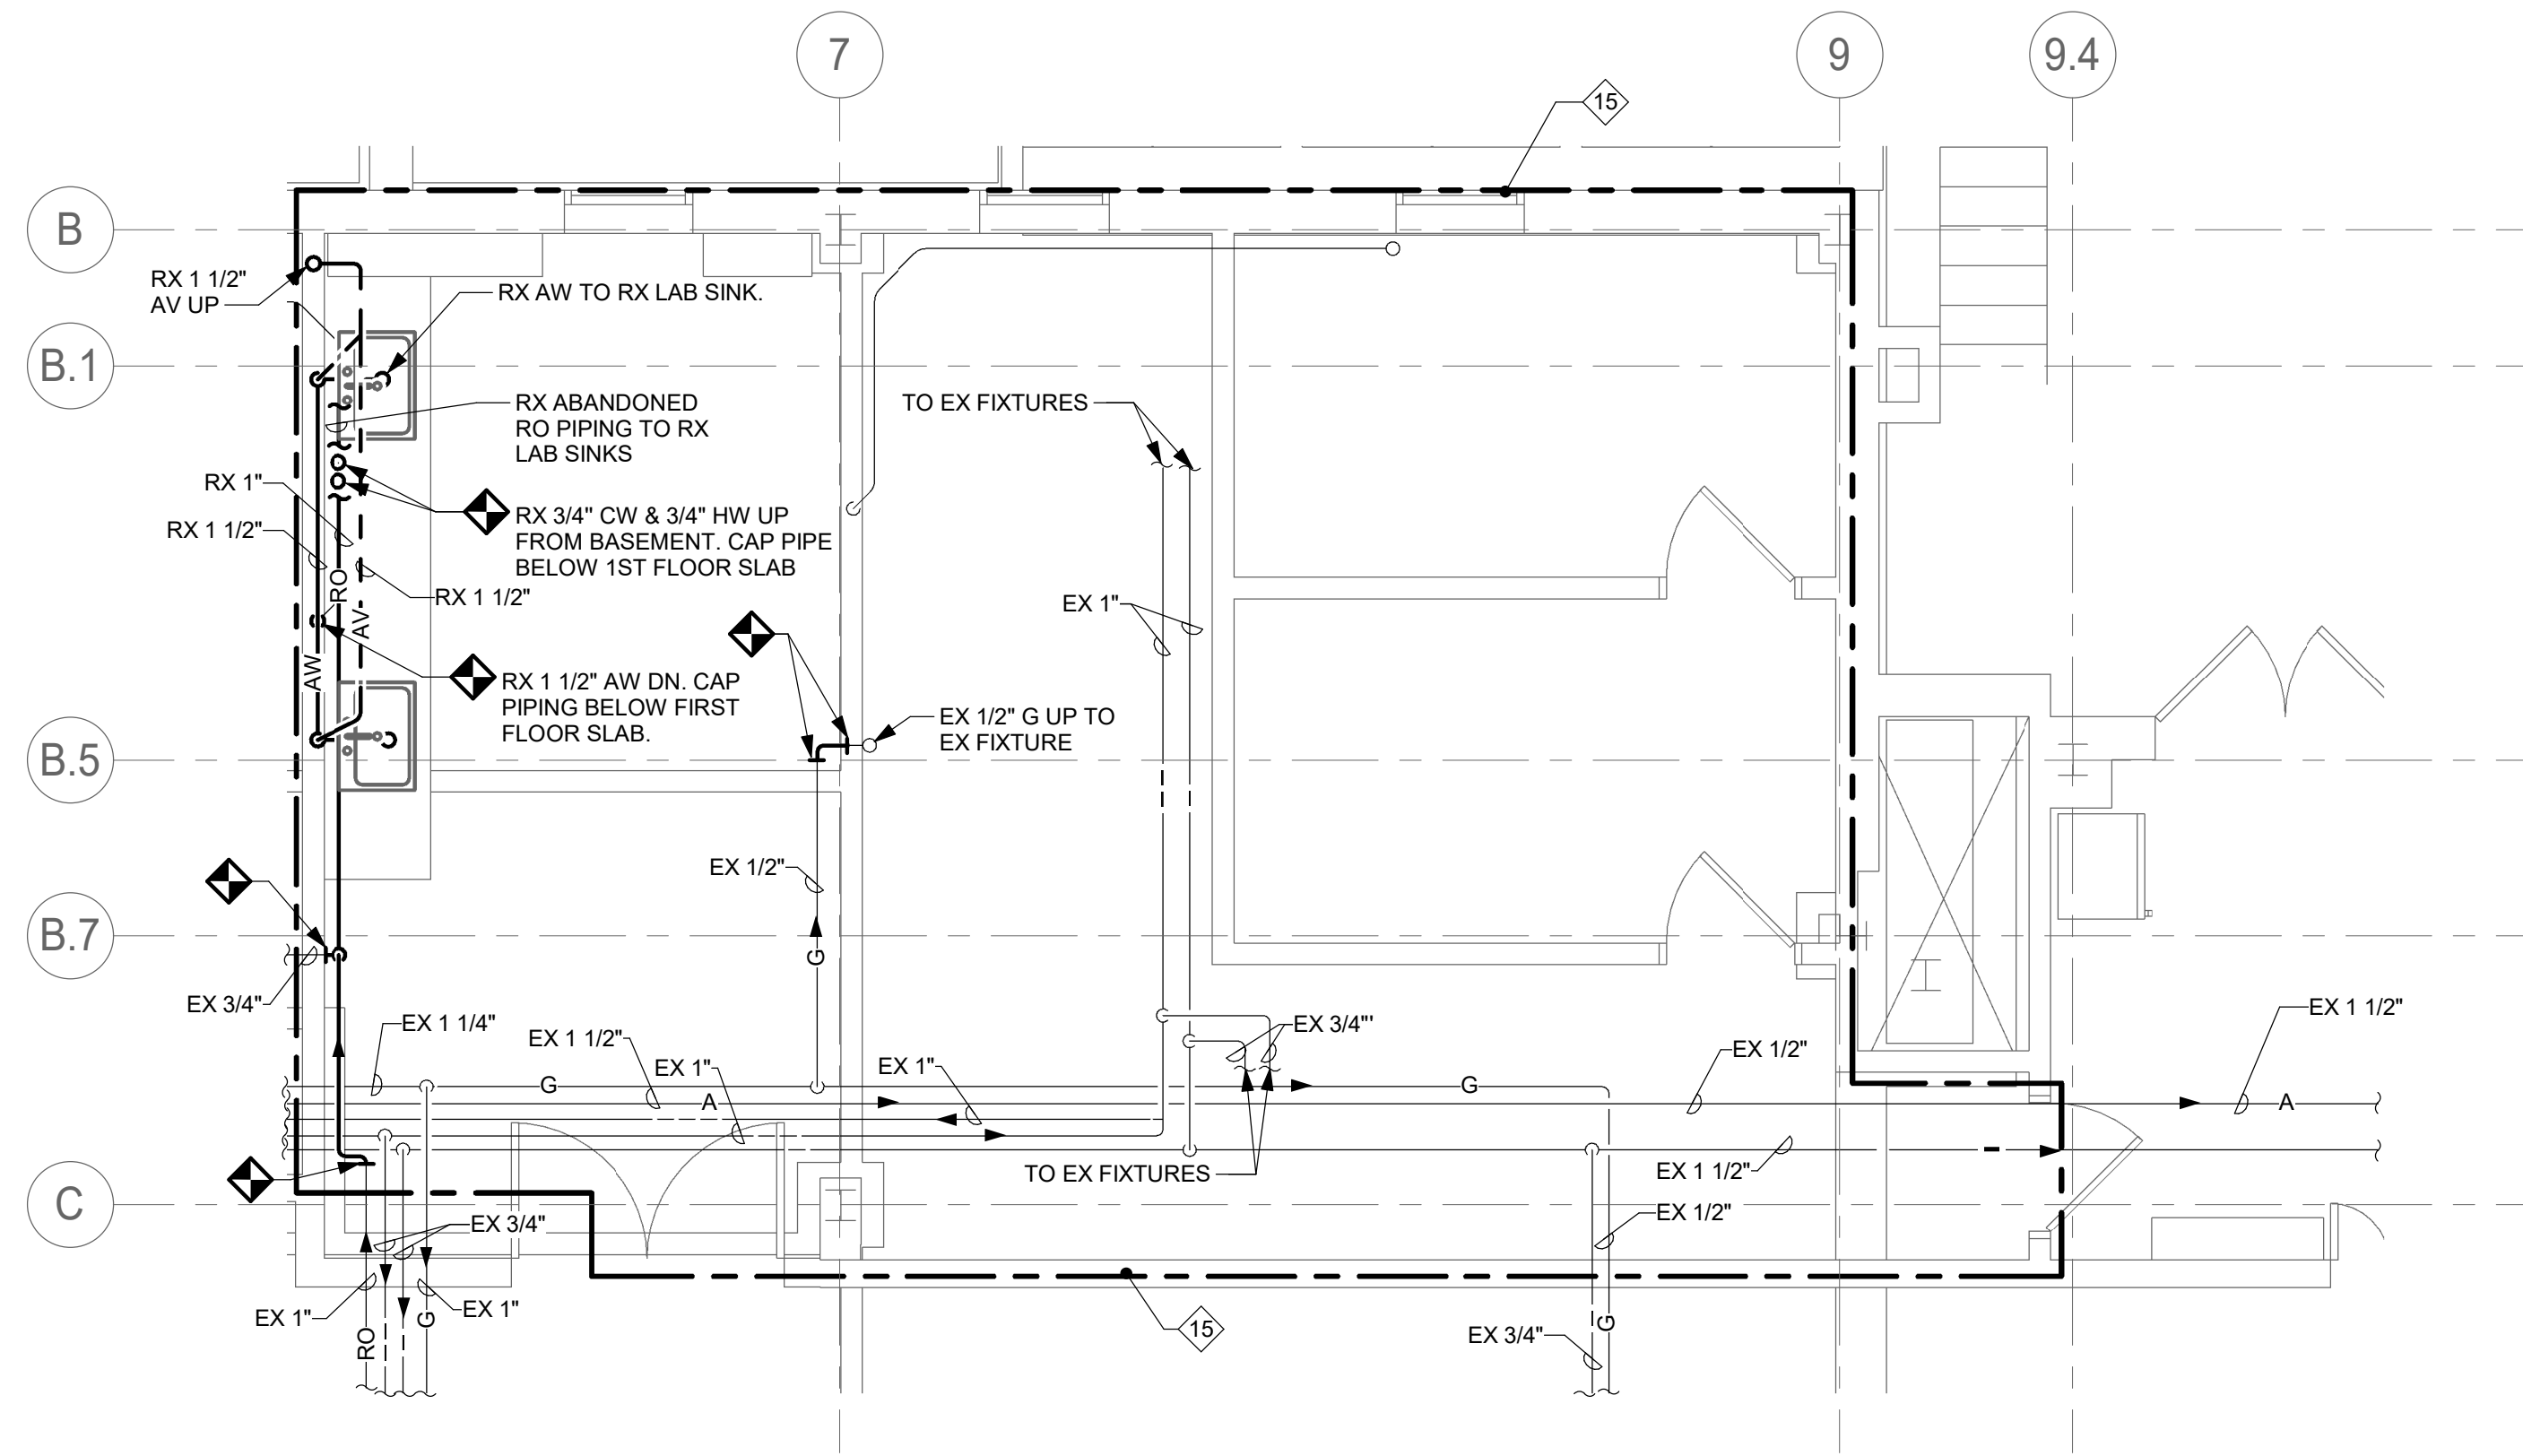 7
9
9.4
15
B
RX 1 1/2"
AV UP
RX AW TO RX LAB SINK.
B.1
RX ABANDONED
RO PIPING TO RX
LAB SINKS
TO EX FIXTURES
RX 1"
RX 3/4" CW & 3/4" HW UP
FROM BASEMENT. CAP PIPE
BELOW 1ST FLOOR SLAB
RX 1 1/2"
RO
RX 1 1/2"
AV
EX 1"
AW
RX 1 1/2" AW DN. CAP
PIPING BELOW FIRST
FLOOR SLAB.
EX 1/2" G UP TO
EX FIXTURE
B.5
EX 1/2"
B.7
G
EX 3/4"
EX 1 1/4"
EX 1 1/2"
EX 1"
EX 1"
EX 3/4"'
EX 1/2"
EX 1 1/2"
G
G
A
A
TO EX FIXTURES
EX 1 1/2"
C
EX 3/4"
EX 1/2"
EX 1"
EX 1"
RO
G
15
EX 3/4"
G